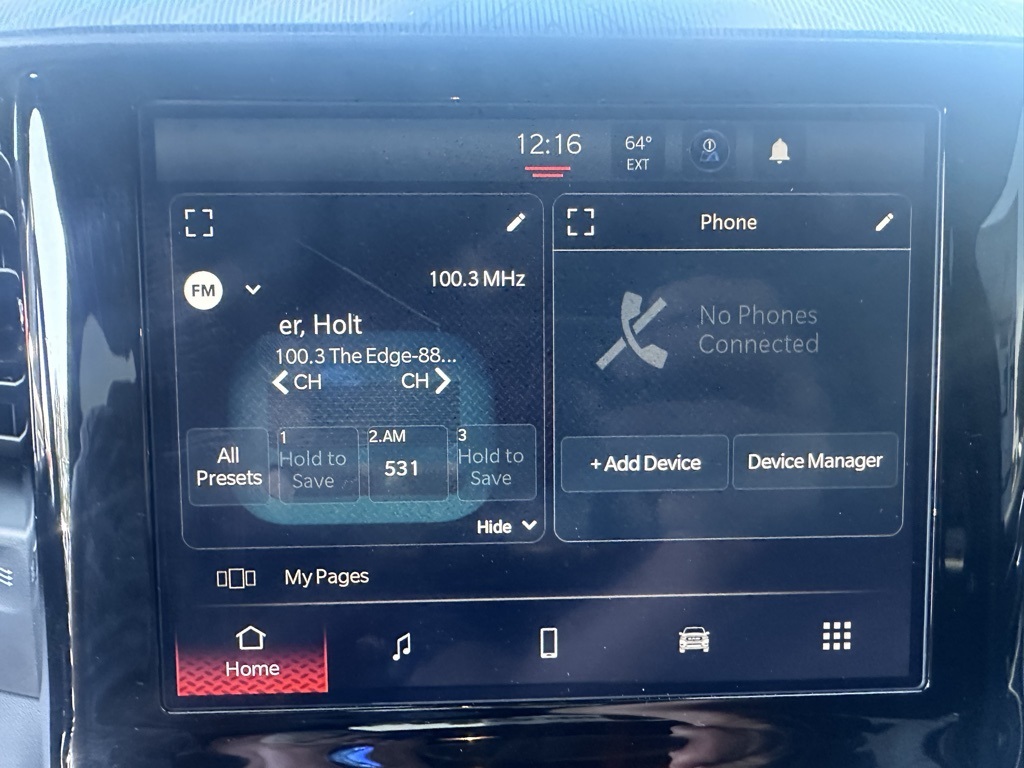 12:16
64°
EXT
FM
100.3 MHz
er, Holt
100.3 The Edge-88...
CH
CH
All
Presets
1
Hold to
Save
2.AM
531
3
Hold to
Save
Hide
Phone
No Phones
Connected
+ Add Device
Device Manager
My Pages
Home